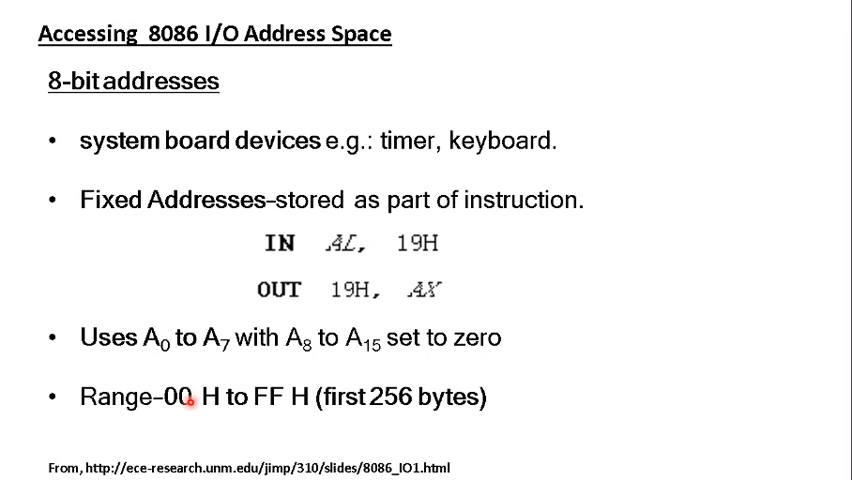 Accessing 8086 I/O Address Space
8-bit addresses
• system board devices e.g.: timer, keyboard.
• Fixed Addresses–stored as part of instruction.
IN AL, 19H
OUT 19H, AX
• Uses A₀ to A₇ with A₈ to A₁₅ set to zero
• Range–00 H to FF H (first 256 bytes)
From, http://ece-research.unm.edu/jimp/310/slides/8086_IO1.html